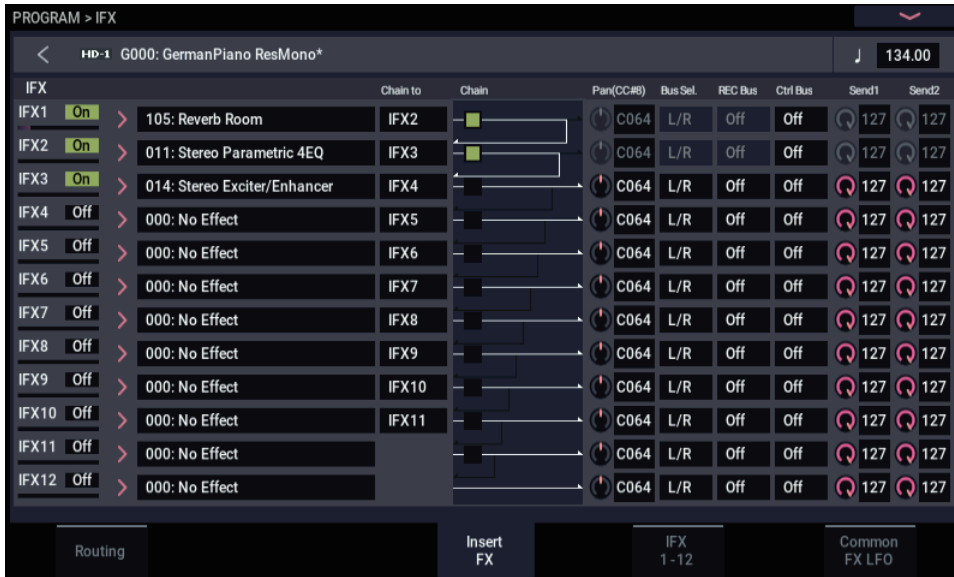 PROGRAM > IFX
HD-1 G000: GermanPiano ResMono* ♩ 134.00
IFX Chain to Chain Pan(CC#8) Bus Sel. REC Bus Ctrl Bus Send1 Send2
IFX1 On 105: Reverb Room IFX2 C064 L/R Off Off 127 127
IFX2 On 011: Stereo Parametric 4EQ IFX3 C064 L/R Off Off 127 127
IFX3 On 014: Stereo Exciter/Enhancer IFX4 C064 L/R Off Off 127 127
IFX4 Off 000: No Effect IFX5 C064 L/R Off Off 127 127
IFX5 Off 000: No Effect IFX6 C064 L/R Off Off 127 127
IFX6 Off 000: No Effect IFX7 C064 L/R Off Off 127 127
IFX7 Off 000: No Effect IFX8 C064 L/R Off Off 127 127
IFX8 Off 000: No Effect IFX9 C064 L/R Off Off 127 127
IFX9 Off 000: No Effect IFX10 C064 L/R Off Off 127 127
IFX10 Off 000: No Effect IFX11 C064 L/R Off Off 127 127
IFX11 Off 000: No Effect C064 L/R Off Off 127 127
IFX12 Off 000: No Effect C064 L/R Off Off 127 127
Routing Insert IFX Common
FX 1-12 FX LFO